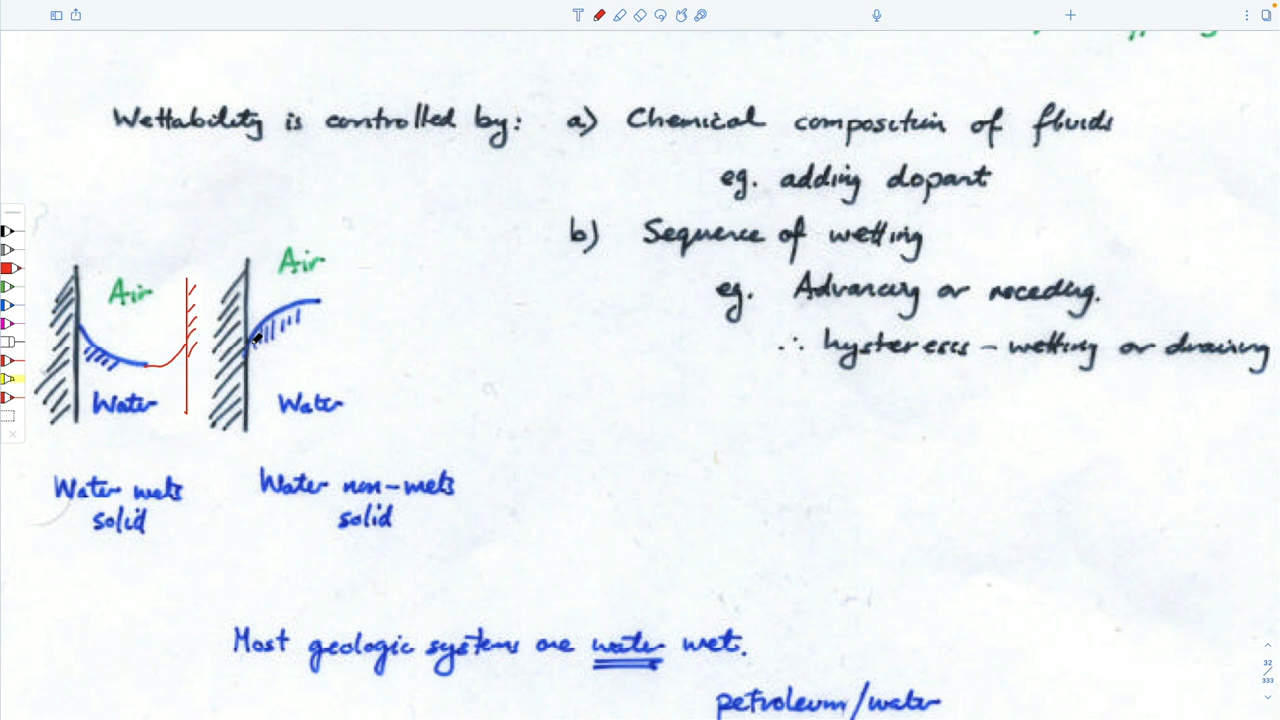 Wettability is controlled by: a) Chemical composition of fluids
eg. adding dopant
b) Sequence of wetting
eg. Advancing or receding.
∴ hysteresis - wetting or draining
Air
Air
Water
Water
Water wets
solid
Water non-wets
solid
Most geologic systems are water wet.
petroleum/water
32
/
333